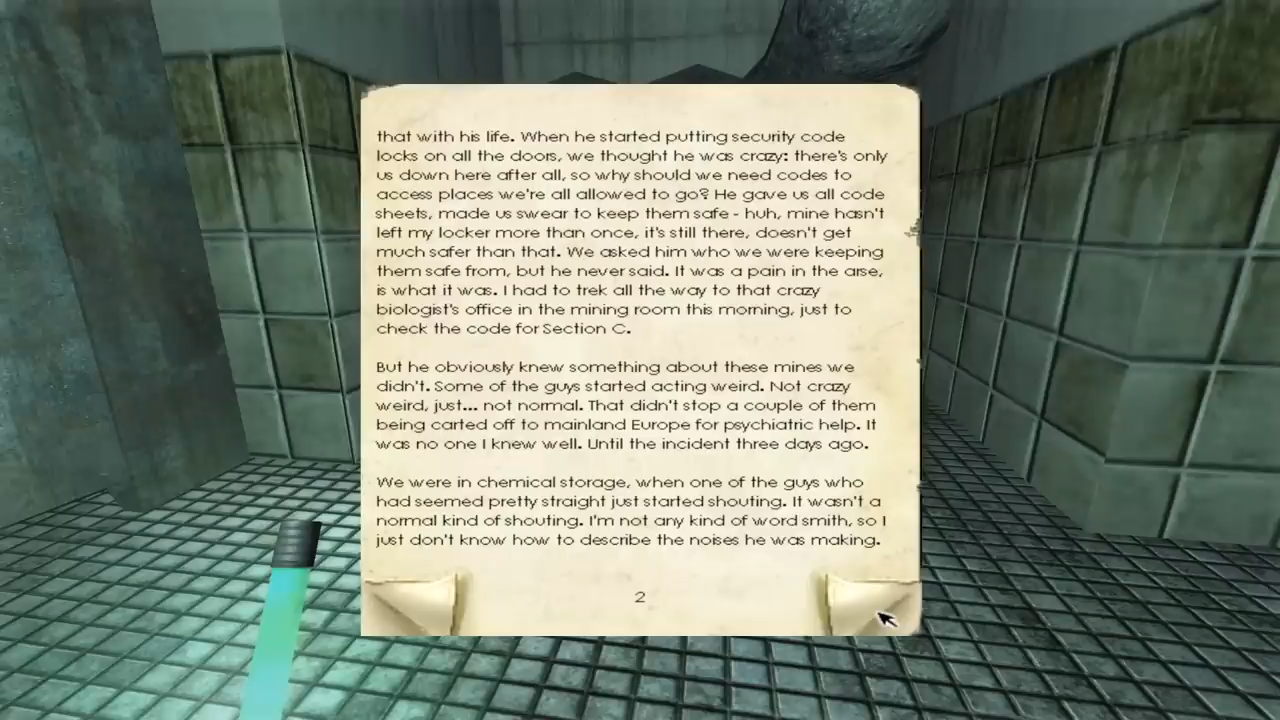 that with his life. When he started putting security code
locks on all the doors, we thought he was crazy: there's only
us down here after all, so why should we need codes to
access places we're all allowed to go? He gave us all code
sheets, made us swear to keep them safe - huh, mine hasn't
left my locker more than once, it's still there, doesn't get
much safer than that. We asked him who we were keeping
them safe from, but he never said. It was a pain in the arse,
is what it was. I had to trek all the way to that crazy
biologist's office in the mining room this morning, just to
check the code for Section C.
But he obviously knew something about these mines we
didn't. Some of the guys started acting weird. Not crazy
weird, just... not normal. That didn't stop a couple of them
being carted off to mainland Europe for psychiatric help. It
was no one I knew well. Until the incident three days ago.
We were in chemical storage, when one of the guys who
had seemed pretty straight just started shouting. It wasn't a
normal kind of shouting. I'm not any kind of word smith, so I
just don't know how to describe the noises he was making.
2